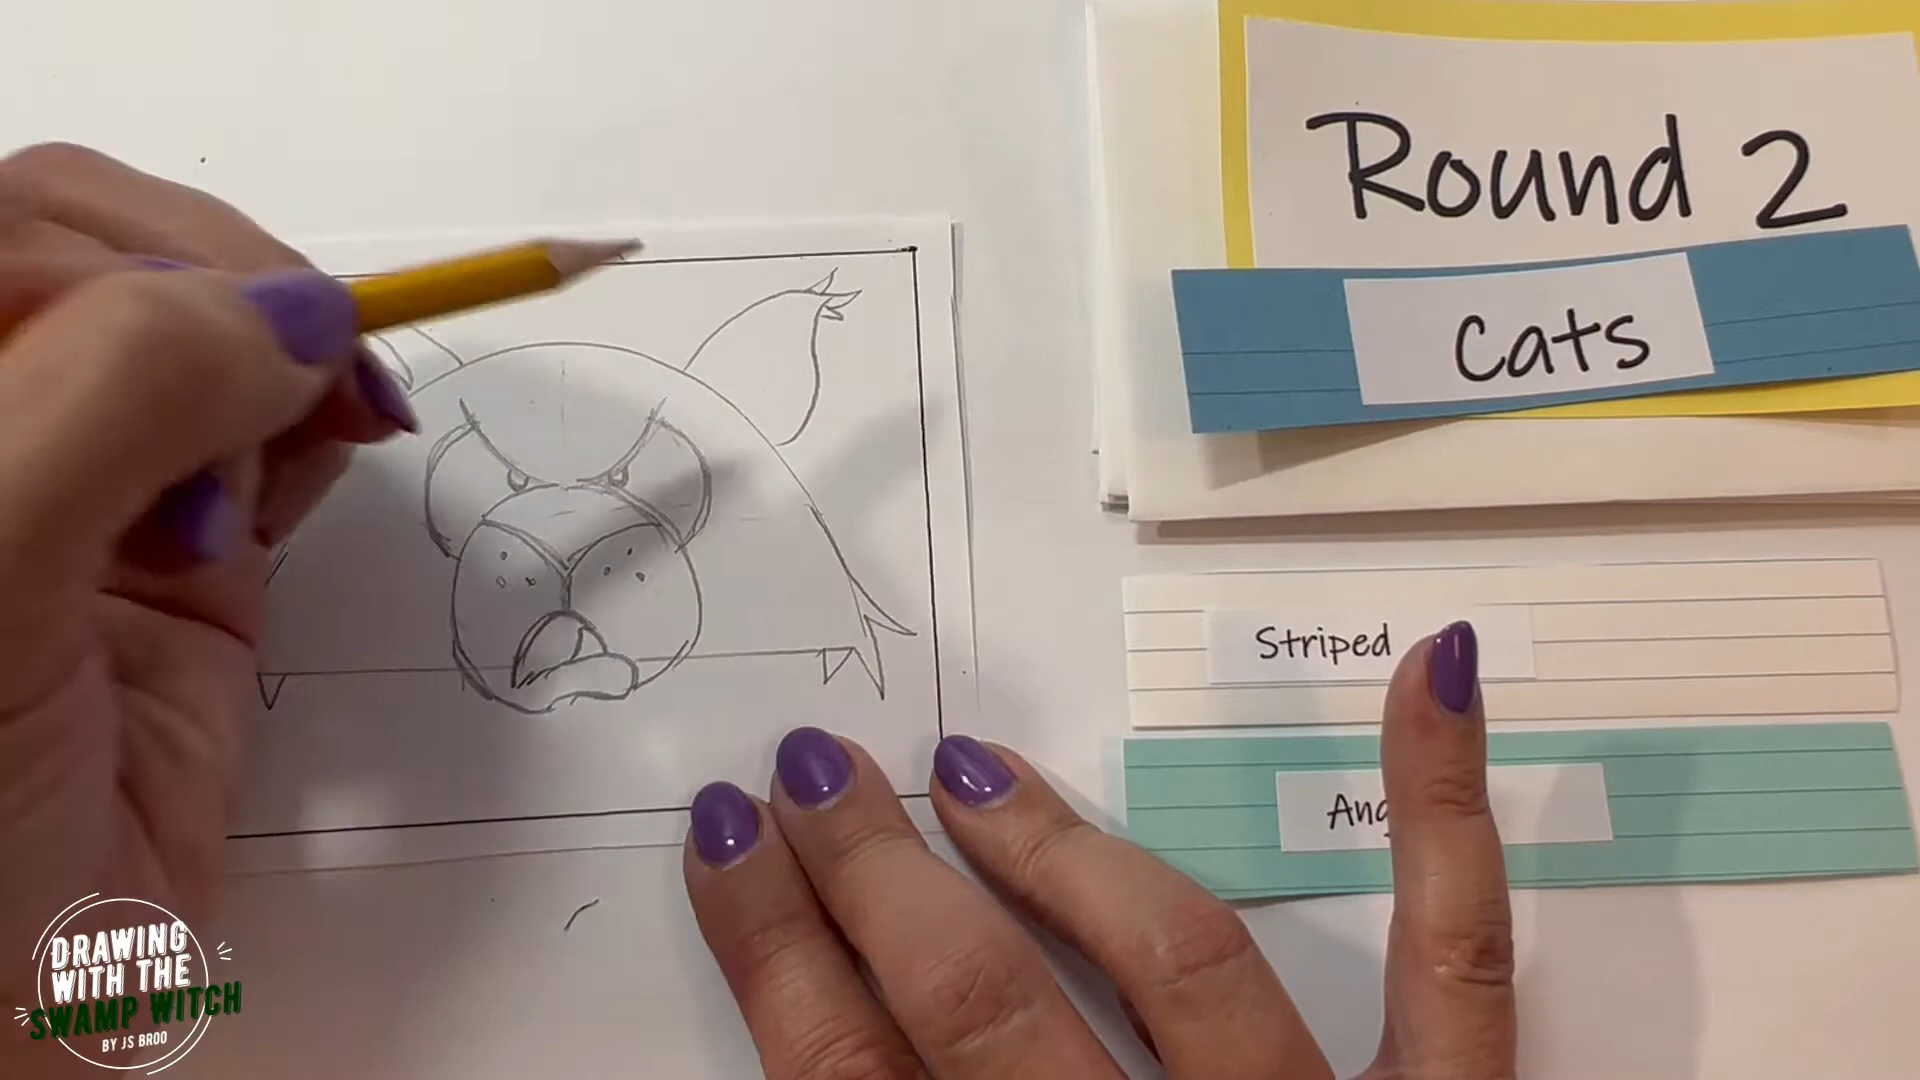 Round 2
Cats
Striped
DRAWING
WITH THE
SWAMP WITCH
BY JS BROO